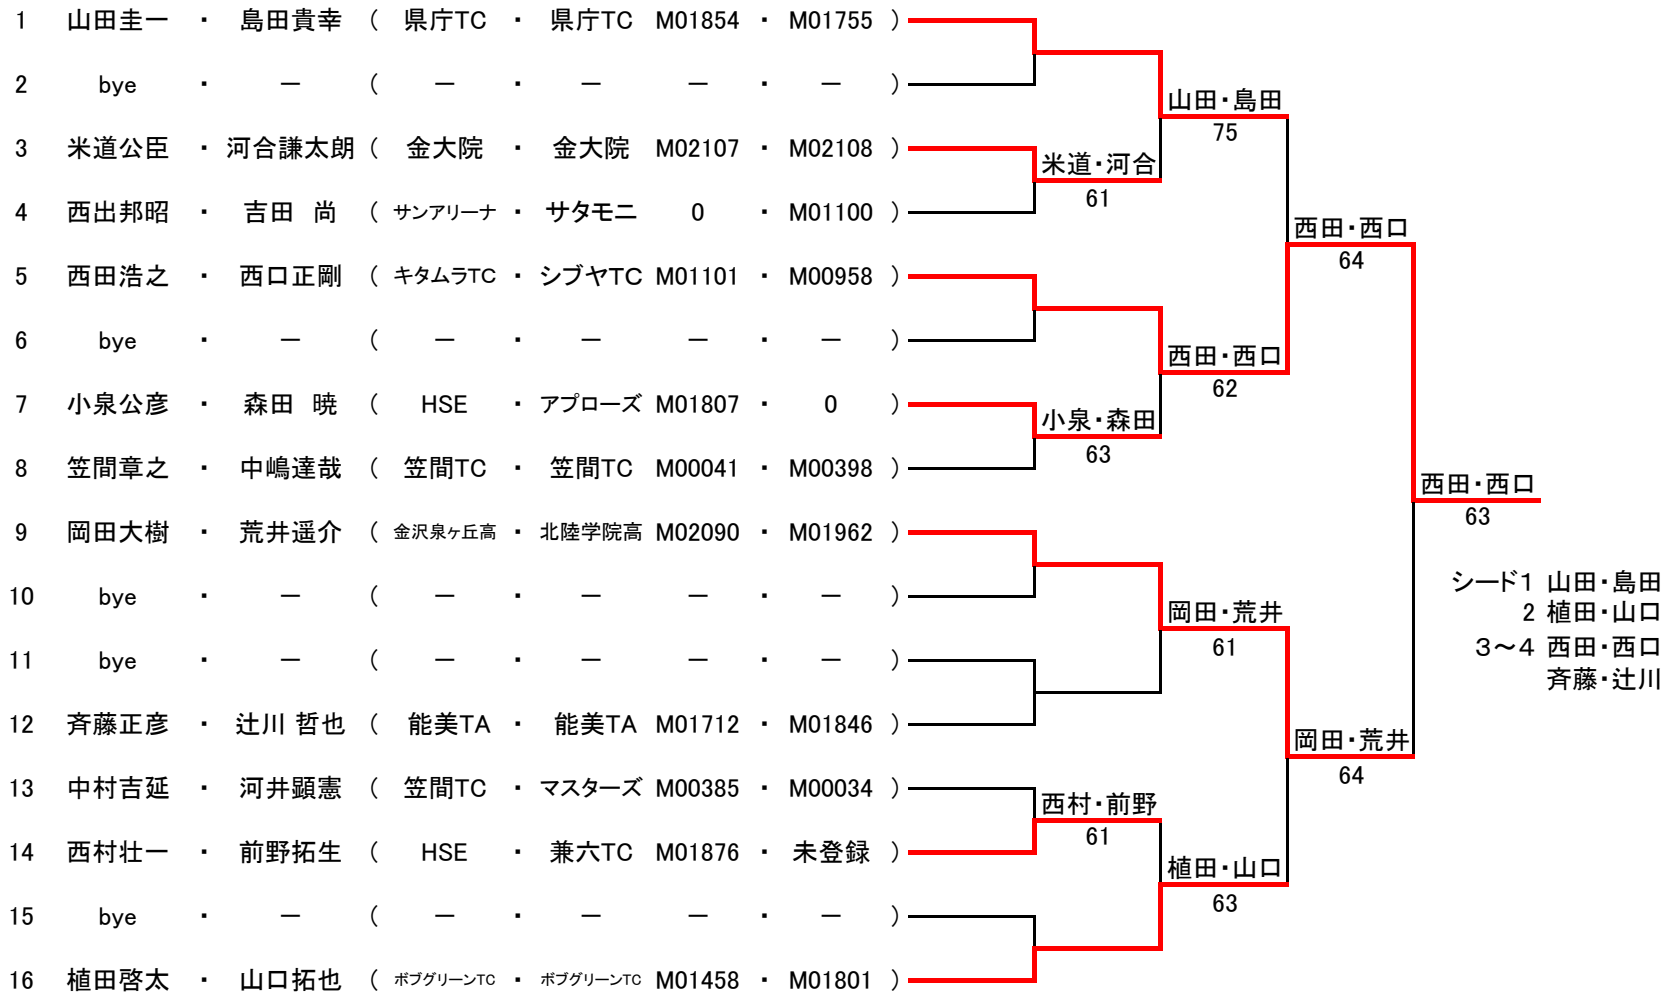 1 山田圭一 ・ 島田貴幸 ( 県庁TC ・ 県庁TC M01854 ・ M01755 )
2 bye ・ － ( － ・ － － ・ － )
山田・島田
75
3 米道公臣 ・ 河合謙太朗 ( 金大院 ・ 金大院 M02107 ・ M02108 )
米道・河合
61
4 西出邦昭 ・ 吉田 尚 ( サンアリーナ ・ サタモニ 0 ・ M01100 )
西田・西口
64
5 西田浩之 ・ 西口正剛 ( キタムラTC ・ シブヤTC M01101 ・ M00958 )
6 bye ・ － ( － ・ － － ・ － )
西田・西口
62
7 小泉公彦 ・ 森田 暁 ( HSE ・ アプローズ M01807 ・ 0 )
小泉・森田
63
8 笠間章之 ・ 中嶋達哉 ( 笠間TC ・ 笠間TC M00041 ・ M00398 )
西田・西口
63
9 岡田大樹 ・ 荒井遥介 ( 金沢泉ヶ丘高 ・ 北陸学院高 M02090 ・ M01962 )
10 bye ・ － ( － ・ － － ・ － )
岡田・荒井
61
シード1 山田・島田
2 植田・山口
3～4 西田・西口
斉藤・辻川
11 bye ・ － ( － ・ － － ・ － )
12 斉藤正彦 ・ 辻川 哲也 ( 能美TA ・ 能美TA M01712 ・ M01846 )
岡田・荒井
64
13 中村吉延 ・ 河井顕憲 ( 笠間TC ・ マスターズ M00385 ・ M00034 )
西村・前野
61
14 西村壮一 ・ 前野拓生 ( HSE ・ 兼六TC M01876 ・ 未登録 )
植田・山口
63
15 bye ・ － ( － ・ － － ・ － )
16 植田啓太 ・ 山口拓也 ( ボブグリーンTC ・ ボブグリーンTC M01458 ・ M01801 )